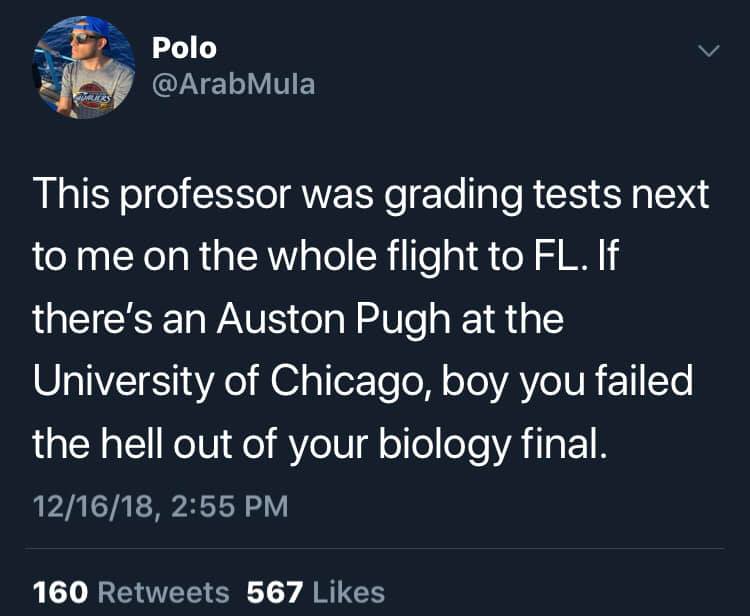 Polo
@ArabMula
This professor was grading tests next
to me on the whole flight to FL. If
there's an Auston Pugh at the
University of Chicago, boy you failed
the hell out of your biology final.
12/16/18, 2:55 PM
160 Retweets 567 Likes